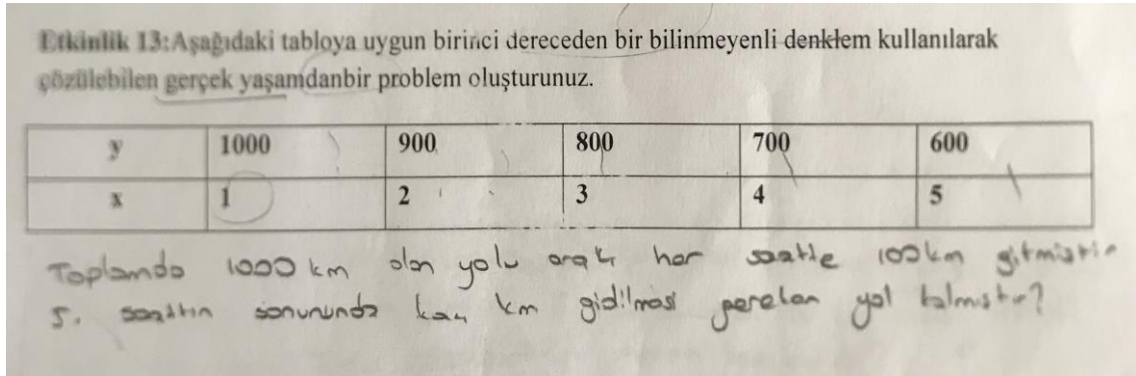 Etkinlik 13:Aşağıdaki tabloya uygun birinci dereceden bir bilinmeyenli denklem kullanılarak
çözülebilen gerçek yaşamdanbir problem oluşturunuz.
y 1000 900 800 700 600
x 1 2 3 4 5
Toplamda 1000 km olan yolu araç her saatte 100km gitmiştir
5. saatin sonununda kaç km gidilmesi gereken yol kalmıştır?